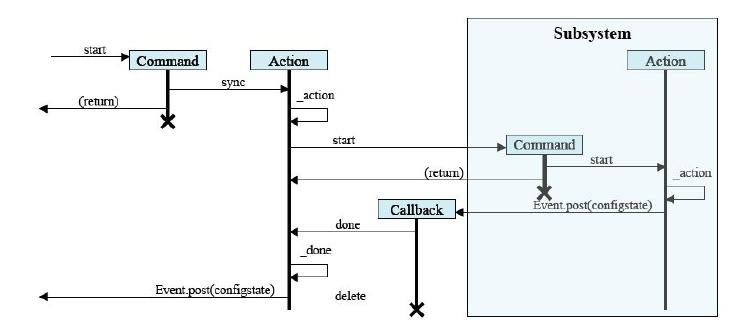 Subsystem
start
Command
Action
Action
sync
_action
(return)
start
Command
start
(return)
_action
Callback
Event.post(configstate)
done
_done
Event.post(configstate)
delete